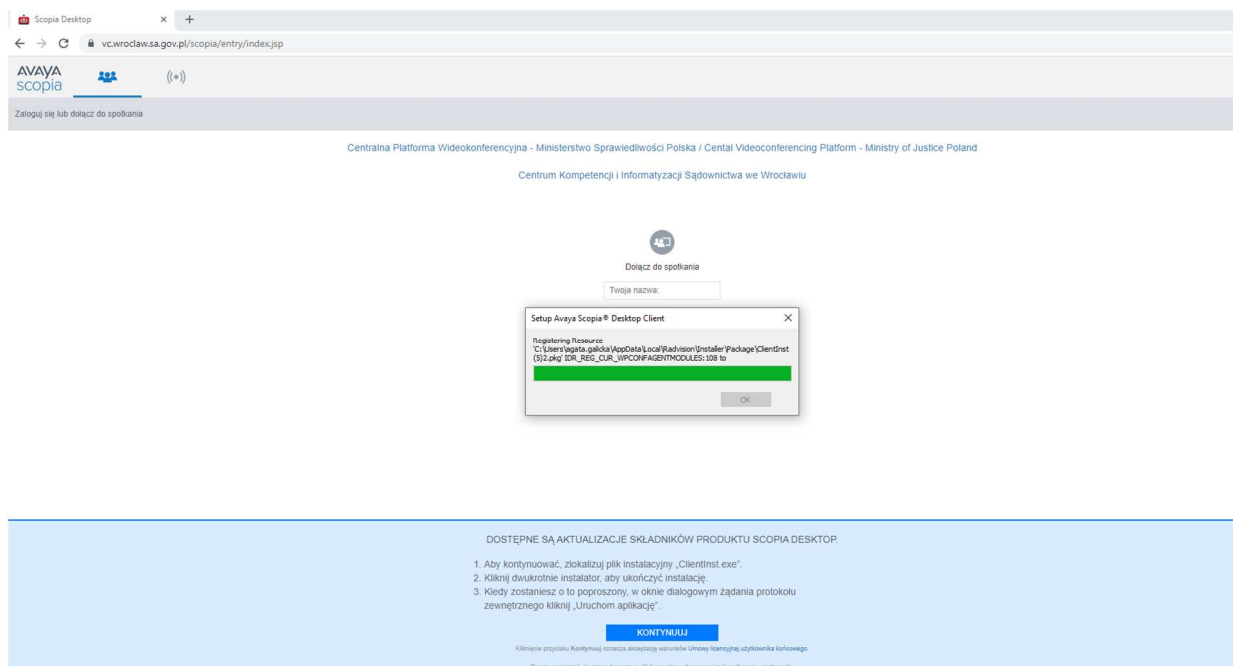 Scopia Desktop
vc.wroclaw.sa.gov.pl/scopia/entry/index.jsp
AVAYA
scopia
Zaloguj się lub dołącz do spotkania
Centralna Platforma Wideokonferencyjna - Ministerstwo Sprawiedliwości Polska / Cental Videoconferencing Platform - Ministry of Justice Poland
Centrum Kompetencji i Informatyzacji Sądownictwa we Wrocławiu
Dołącz do spotkania
Twoja nazwa:
Setup Avaya Scopia® Desktop Client
Registering Resource
'C:\Users\agata.galicka\AppData\Local\Radvision\Installer\Package\ClientInst
(5)2.pkg' IDR_REG_CUR_WPCONFAGENTMODULES:108 to
OK
DOSTĘPNE SĄ AKTUALIZACJE SKŁADNIKÓW PRODUKTU SCOPIA DESKTOP.
1. Aby kontynuować, zlokalizuj plik instalacyjny „ClientInst.exe”.
2. Kliknij dwukrotnie instalator, aby ukończyć instalację.
3. Kiedy zostaniesz o to poproszony, w oknie dialogowym żądania protokołu
zewnętrznego kliknij „Uruchom aplikację”.
KONTYNUUJ
Kliknięcie przycisku Kontynuuj oznacza akceptację warunków Umowy licencyjnej użytkownika końcowego.